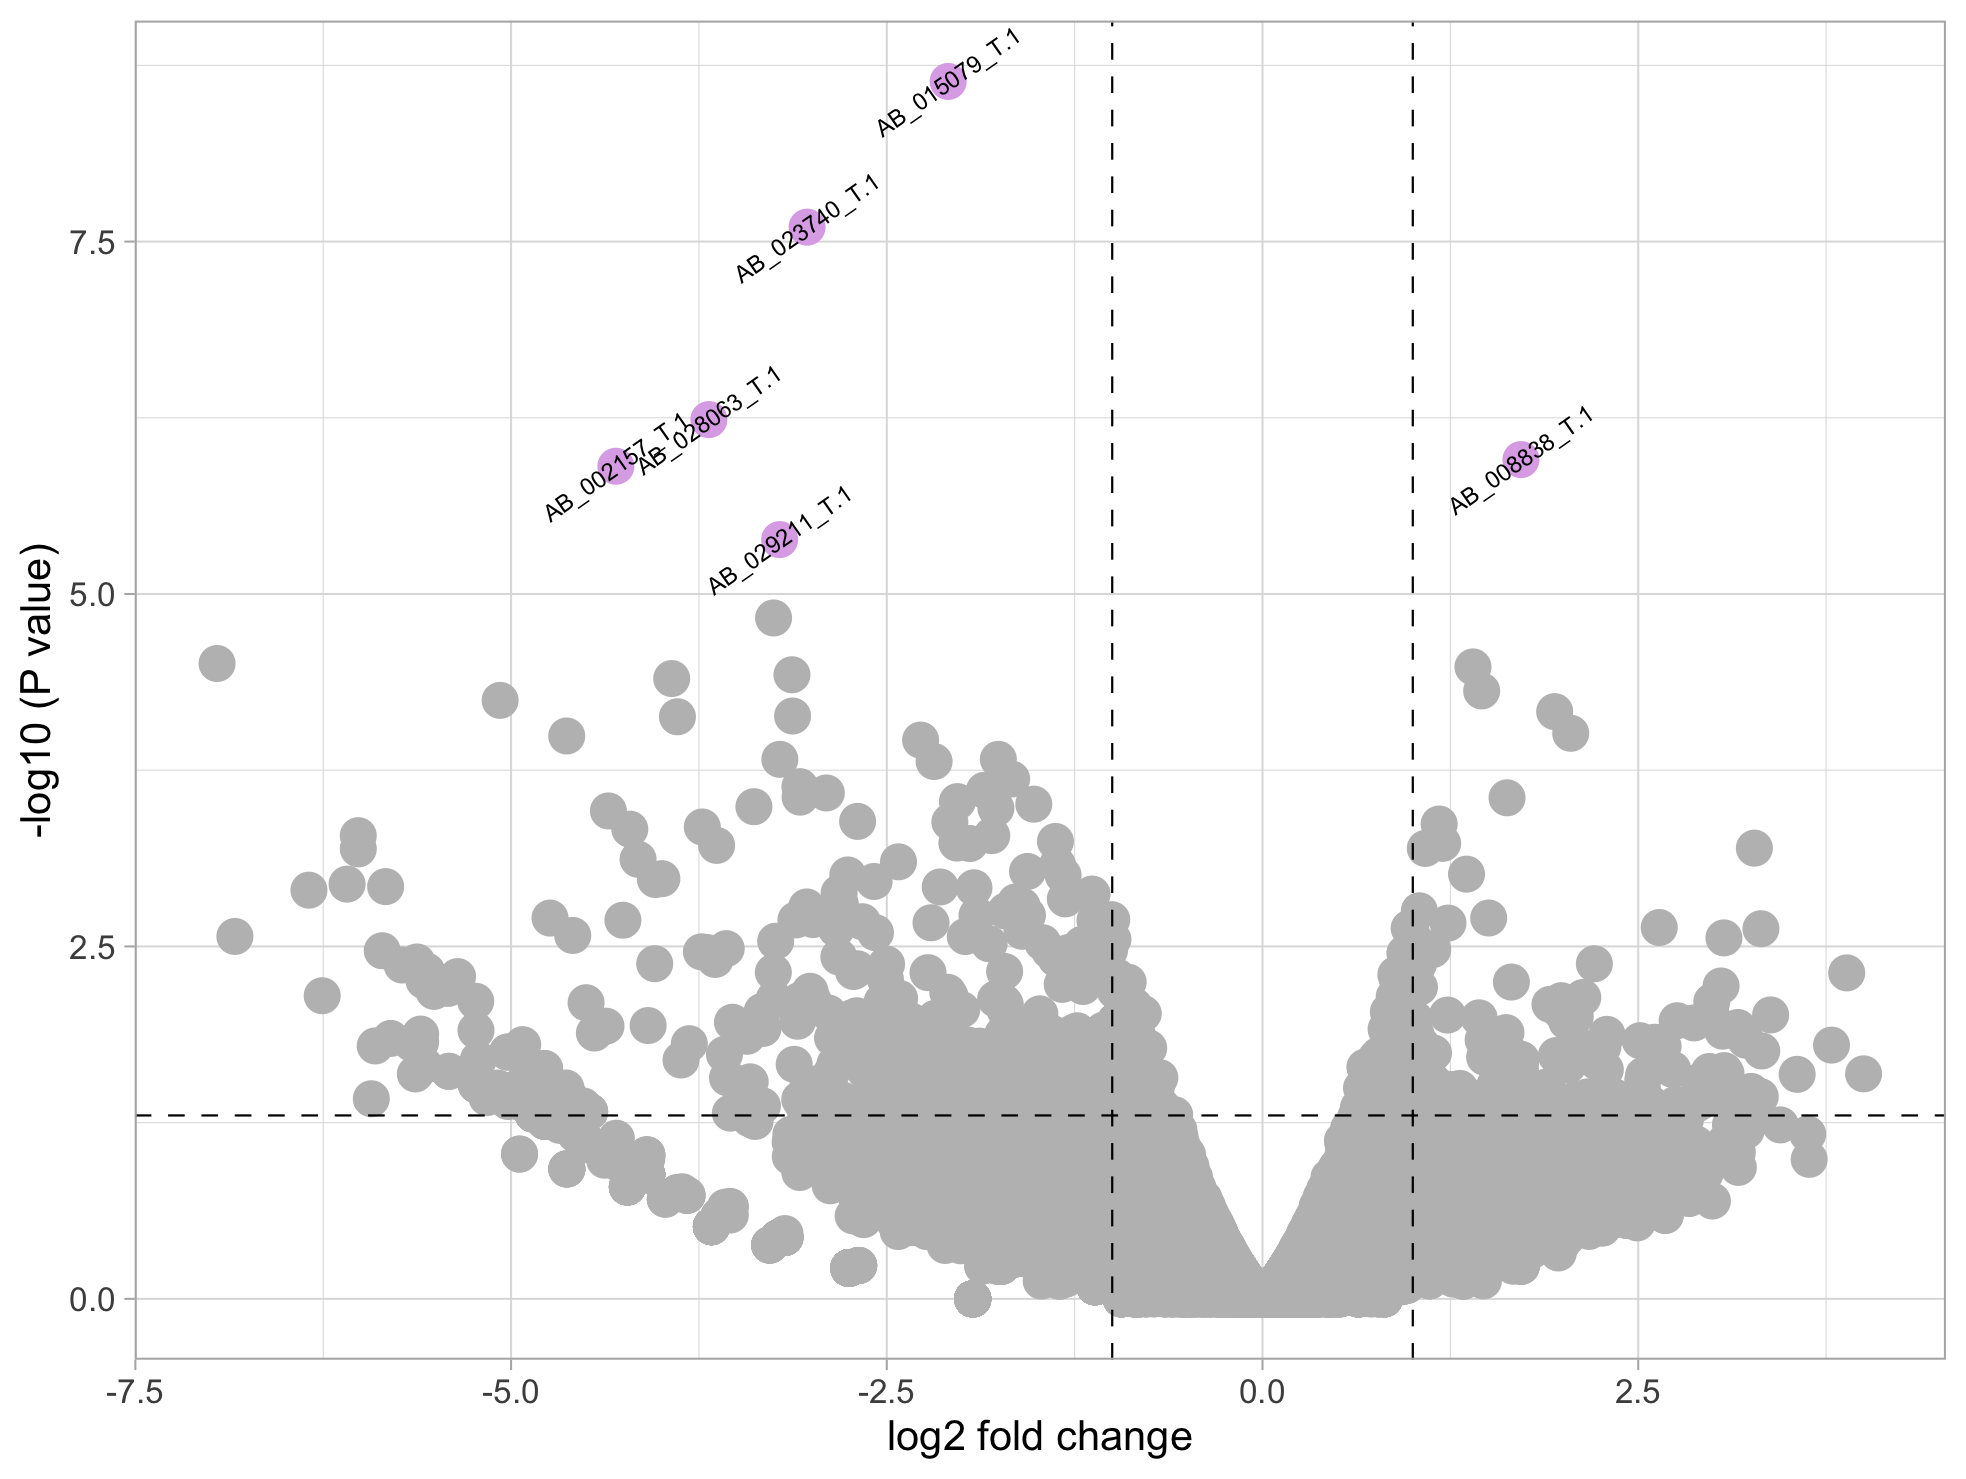 AB_015079_T.1
AB_023740_T.1
AB_028063_T.1
AB_002157_T.1
AB_008838_T.1
AB_029211_T.1
7.5
5.0
2.5
0.0
-log10 (P value)
-7.5
-5.0
-2.5
0.0
2.5
log2 fold change